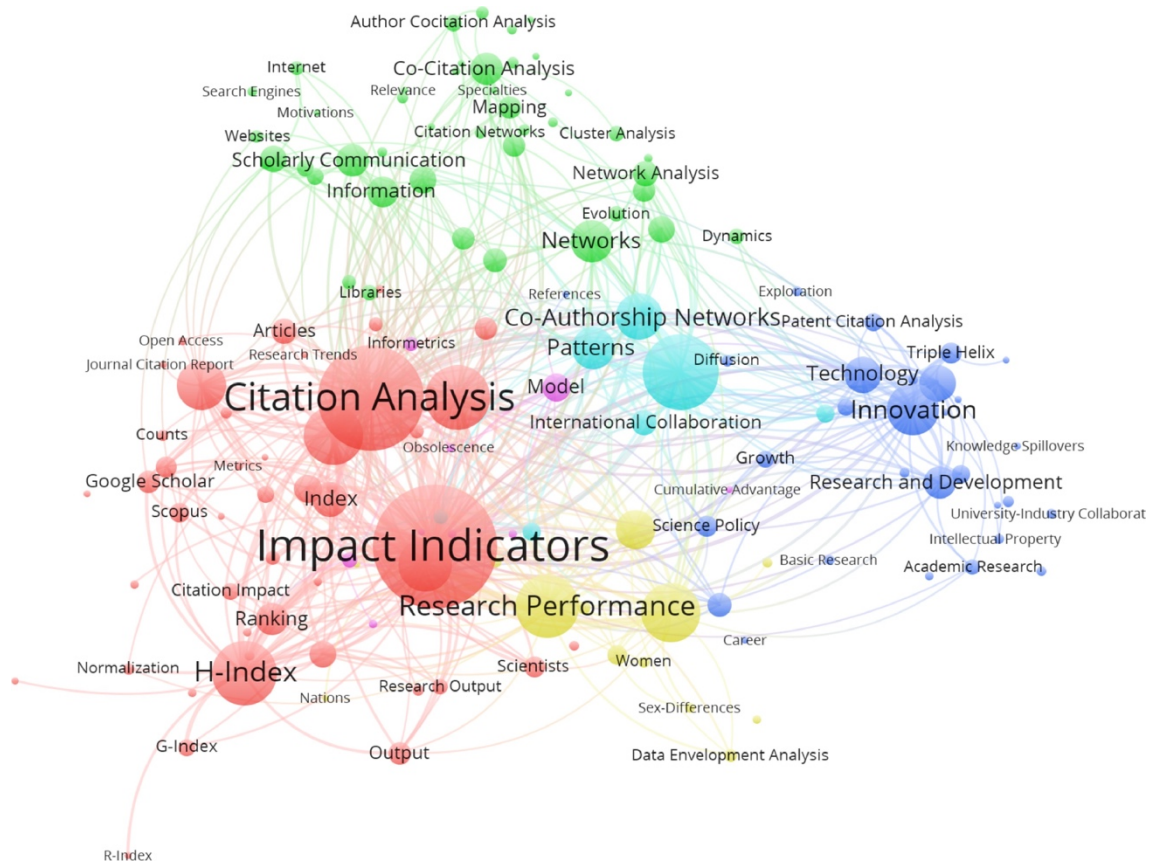 Author Cocitation Analysis
Internet
Co-Citation Analysis
Search Engines
Relevance
Specialties
Motivations
Mapping
Websites
Citation Networks
Cluster Analysis
Scholarly Communication
Network Analysis
Information
Evolution
Networks
Dynamics
Libraries
References
Exploration
Co-Authorship Networks
Patent Citation Analysis
Articles
Open Access
Informetrics
Patterns
Research Trends
Triple Helix
Journal Citation Report
Diffusion
Technology
Model
Citation Analysis
Innovation
International Collaboration
Counts
Obsolescence
Knowledge Spillovers
Metrics
Growth
Google Scholar
Research and Development
Cumulative Advantage
Index
Scopus
University-Industry Collaborat
Science Policy
Intellectual Property
Impact Indicators
Basic Research
Academic Research
Citation Impact
Research Performance
Ranking
Career
Women
Normalization
H-Index
Scientists
Research Output
Nations
Sex-Differences
G-Index
Output
Data Envelopment Analysis
R-Index